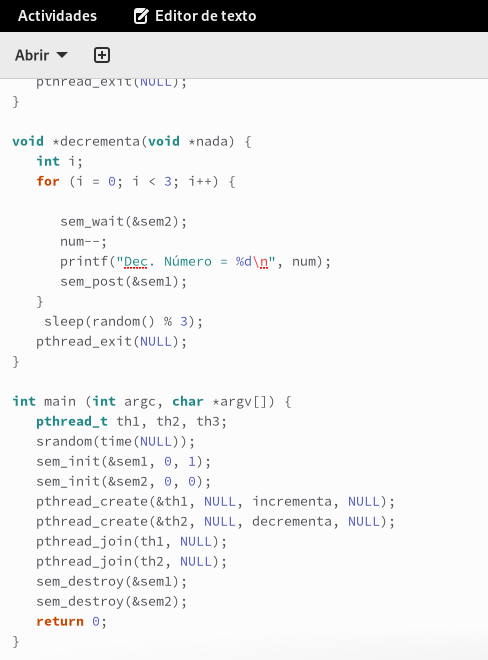 Actividades Editor de texto
Abrir
pthread_exit(NULL);
}
void *decrementa(void *nada) {
int i;
for (i = 0; i < 3; i++) {
sem_wait(&sem2);
num--;
printf("Dec. Número = %d\n", num);
sem_post(&sem1);
}
sleep(random() % 3);
pthread_exit(NULL);
}
int main (int argc, char *argv[]) {
pthread_t th1, th2, th3;
srandom(time(NULL));
sem_init(&sem1, 0, 1);
sem_init(&sem2, 0, 0);
pthread_create(&th1, NULL, incrementa, NULL);
pthread_create(&th2, NULL, decrementa, NULL);
pthread_join(th1, NULL);
pthread_join(th2, NULL);
sem_destroy(&sem1);
sem_destroy(&sem2);
return 0;
}